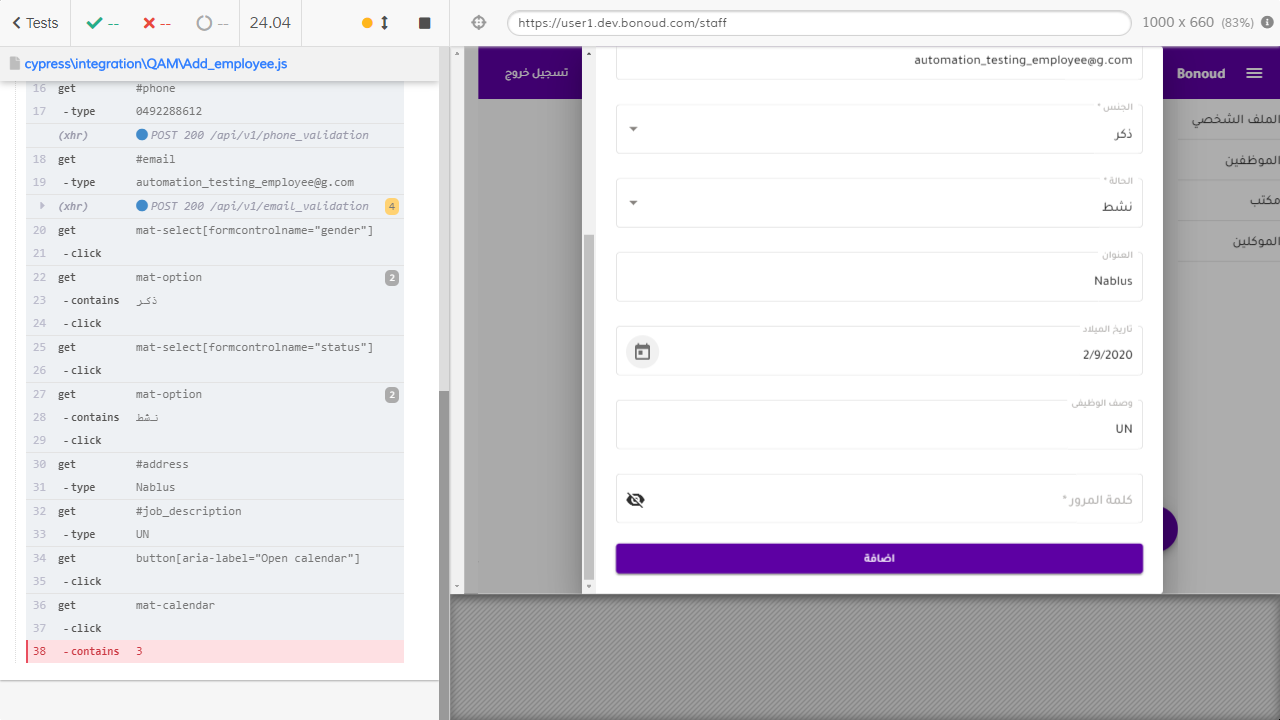 Tests
--
--
--
24.04
https://user1.dev.bonoud.com/staff
1000 x 660 (83%)
cypress\integration\QAM\Add_employee.js
16 get #phone
17 - type 0492288612
(xhr) POST 200 /api/v1/phone_validation
18 get #email
19 - type automation_testing_employee@g.com
(xhr) POST 200 /api/v1/email_validation 4
20 get mat-select[formcontrolname="gender"]
21 - click
22 get mat-option 2
23 - contains ذكر
24 - click
25 get mat-select[formcontrolname="status"]
26 - click
27 get mat-option 2
28 - contains نشط
29 - click
30 get #address
31 - type Nablus
32 get #job_description
33 - type UN
34 get button[aria-label="Open calendar"]
35 - click
36 get mat-calendar
37 - click
38 - contains 3
تسجيل خروج
Bonoud
الملف الشخصي
الموظفين
مكتب
الموكلين
automation_testing_employee@g.com
الجنس *
ذكر
الحالة *
نشط
العنوان
Nablus
تاريخ الميلاد
2/9/2020
وصف الوظيفي
UN
كلمة المرور *
اضافة